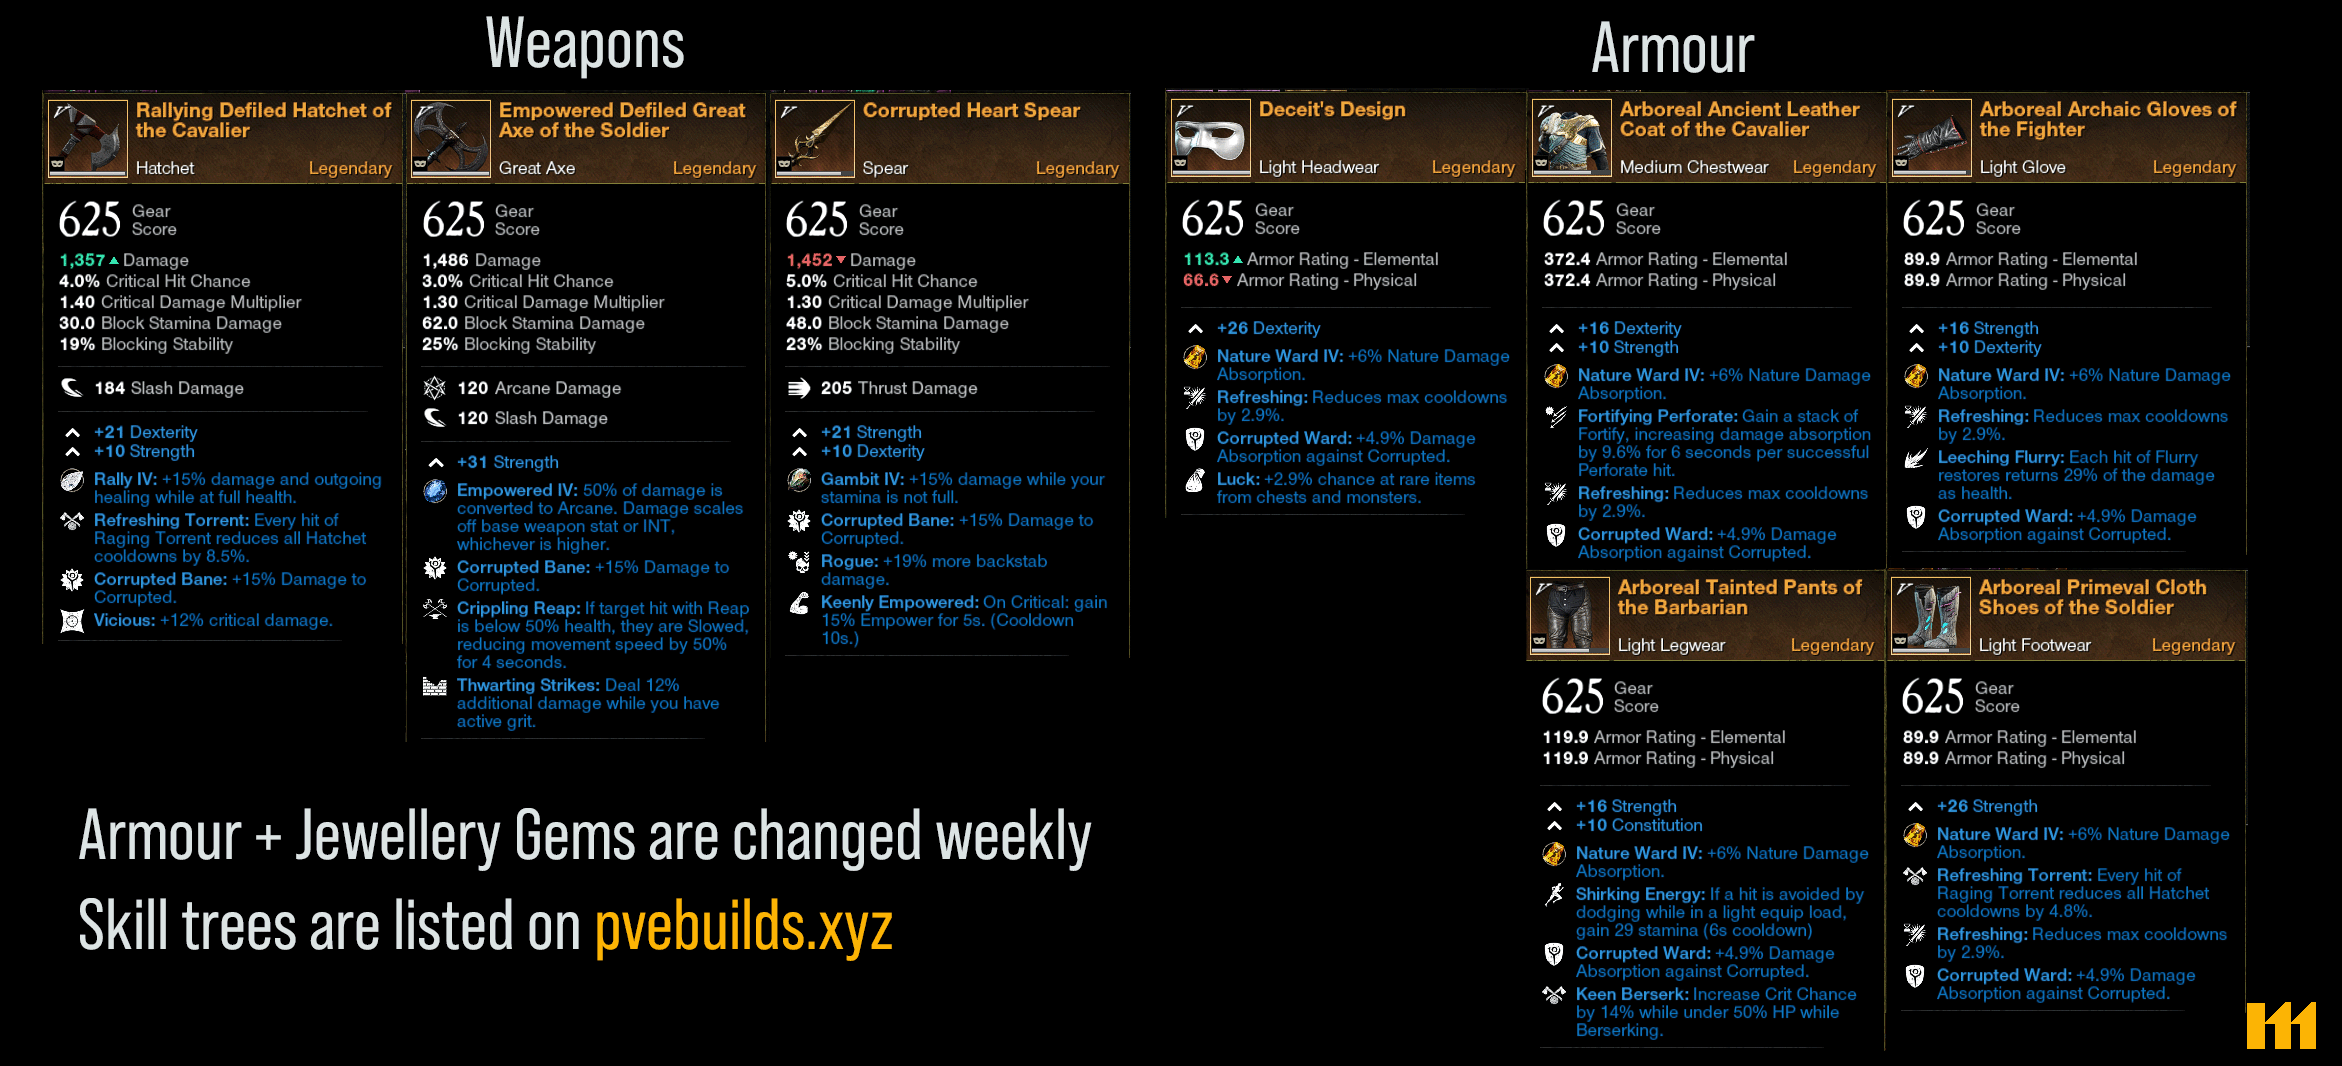 Weapons
Rallying Defiled Hatchet of
the Cavalier
Hatchet Legendary
625 Gear
Score
1,357 Damage
4.0% Critical Hit Chance
1.40 Critical Damage Multiplier
30.0 Block Stamina Damage
19% Blocking Stability
184 Slash Damage
+21 Dexterity
+10 Strength
Rally IV: +15% damage and outgoing
healing while at full health.
Refreshing Torrent: Every hit of
Raging Torrent reduces all Hatchet
cooldowns by 8.5%.
Corrupted Bane: +15% Damage to
Corrupted.
Vicious: +12% critical damage.
Empowered Defiled Great
Axe of the Soldier
Great Axe Legendary
625 Gear
Score
1,486 Damage
3.0% Critical Hit Chance
1.30 Critical Damage Multiplier
62.0 Block Stamina Damage
25% Blocking Stability
120 Arcane Damage
120 Slash Damage
+31 Strength
Empowered IV: 50% of damage is
converted to Arcane. Damage scales
off base weapon stat or INT,
whichever is higher.
Corrupted Bane: +15% Damage to
Corrupted.
Crippling Reap: If target hit with Reap
is below 50% health, they are Slowed,
reducing movement speed by 50%
for 4 seconds.
Thwarting Strikes: Deal 12%
additional damage while you have
active grit.
Corrupted Heart Spear
Spear Legendary
625 Gear
Score
1,452 Damage
5.0% Critical Hit Chance
1.30 Critical Damage Multiplier
48.0 Block Stamina Damage
23% Blocking Stability
205 Thrust Damage
+21 Strength
+10 Dexterity
Gambit IV: +15% damage while your
stamina is not full.
Corrupted Bane: +15% Damage to
Corrupted.
Rogue: +19% more backstab
damage.
Keenly Empowered: On Critical: gain
15% Empower for 5s. (Cooldown
10s.)
Armour
Deceit's Design
Light Headwear Legendary
625 Gear
Score
113.3 Armor Rating - Elemental
66.6 Armor Rating - Physical
+26 Dexterity
Nature Ward IV: +6% Nature Damage
Absorption.
Refreshing: Reduces max cooldowns
by 2.9%.
Corrupted Ward: +4.9% Damage
Absorption against Corrupted.
Luck: +2.9% chance at rare items
from chests and monsters.
Arboreal Ancient Leather
Coat of the Cavalier
Medium Chestwear Legendary
625 Gear
Score
372.4 Armor Rating - Elemental
372.4 Armor Rating - Physical
+16 Dexterity
+10 Strength
Nature Ward IV: +6% Nature Damage
Absorption.
Fortifying Perforate: Gain a stack of
Fortify, increasing damage absorption
by 9.6% for 6 seconds per successful
Perforate hit.
Refreshing: Reduces max cooldowns
by 2.9%.
Corrupted Ward: +4.9% Damage
Absorption against Corrupted.
Arboreal Archaic Gloves of
the Fighter
Light Glove Legendary
625 Gear
Score
89.9 Armor Rating - Elemental
89.9 Armor Rating - Physical
+16 Strength
+10 Dexterity
Nature Ward IV: +6% Nature Damage
Absorption.
Refreshing: Reduces max cooldowns
by 2.9%.
Leeching Flurry: Each hit of Flurry
restores returns 29% of the damage
as health.
Corrupted Ward: +4.9% Damage
Absorption against Corrupted.
Arboreal Tainted Pants of
the Barbarian
Light Legwear Legendary
625 Gear
Score
119.9 Armor Rating - Elemental
119.9 Armor Rating - Physical
+16 Strength
+10 Constitution
Nature Ward IV: +6% Nature Damage
Absorption.
Shirking Energy: If a hit is avoided by
dodging while in a light equip load,
gain 29 stamina (6s cooldown)
Corrupted Ward: +4.9% Damage
Absorption against Corrupted.
Keen Berserk: Increase Crit Chance
by 14% while under 50% HP while
Berserking.
Arboreal Primeval Cloth
Shoes of the Soldier
Light Footwear Legendary
625 Gear
Score
89.9 Armor Rating - Elemental
89.9 Armor Rating - Physical
+26 Strength
Nature Ward IV: +6% Nature Damage
Absorption.
Refreshing Torrent: Every hit of
Raging Torrent reduces all Hatchet
cooldowns by 4.8%.
Refreshing: Reduces max cooldowns
by 2.9%.
Corrupted Ward: +4.9% Damage
Absorption against Corrupted.
Armour + Jewellery Gems are changed weekly
Skill trees are listed on pvebuilds.xyz